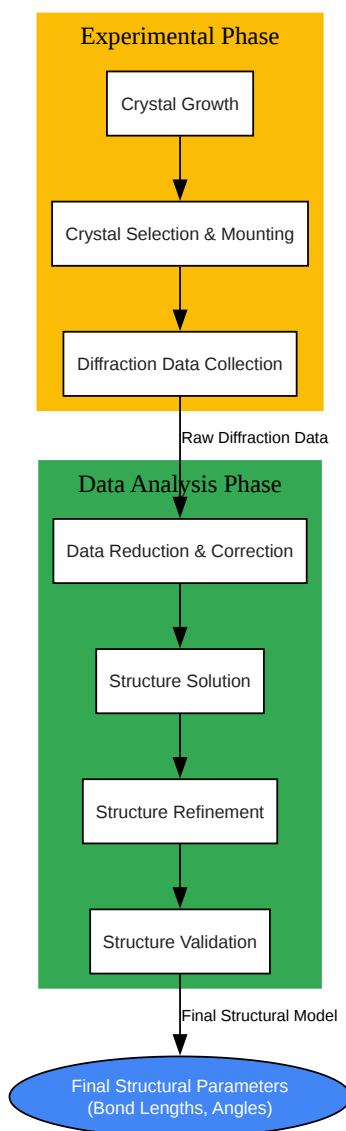 Experimental Phase
Crystal Growth
Crystal Selection & Mounting
Diffraction Data Collection
Raw Diffraction Data
Data Analysis Phase
Data Reduction & Correction
Structure Solution
Structure Refinement
Structure Validation
Final Structural Model
Final Structural Parameters
(Bond Lengths, Angles)